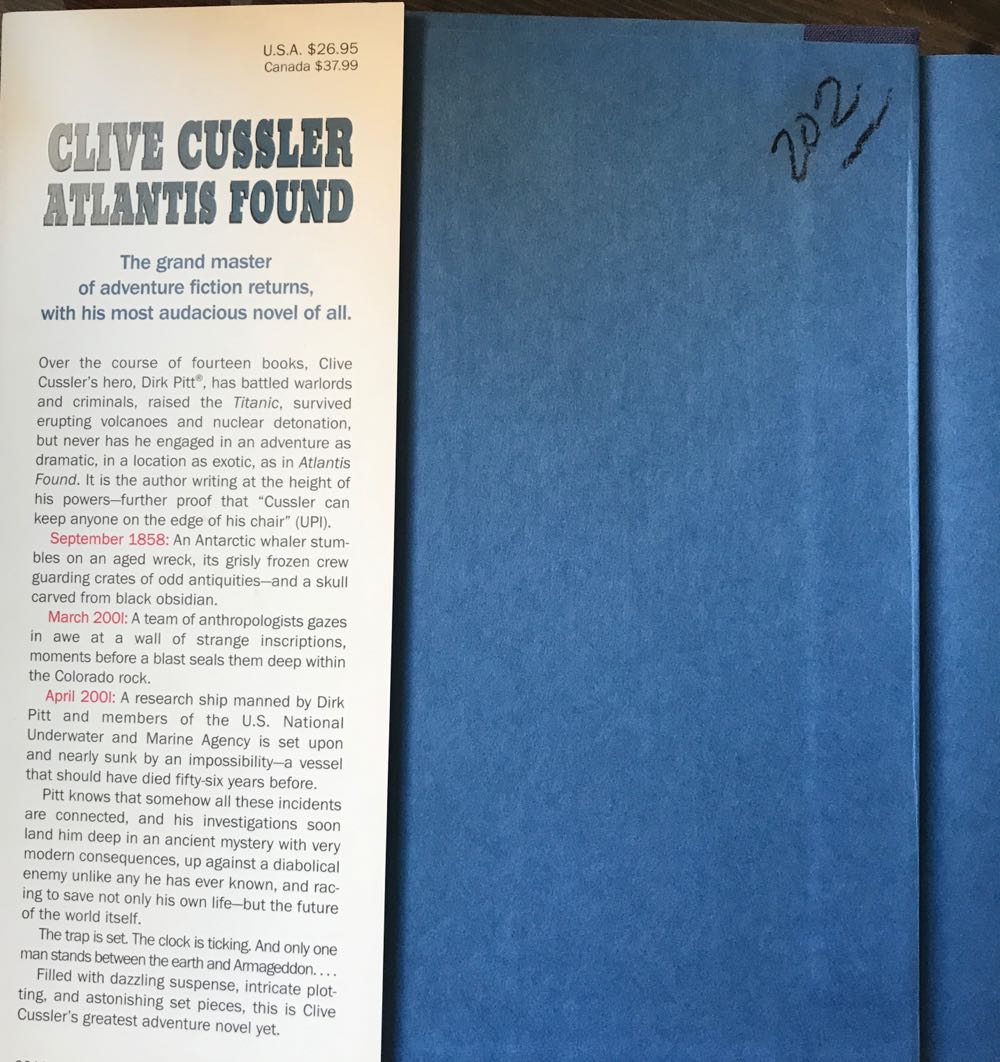 U.S.A. $26.95
Canada $37.99
CLIVE CUSSLER
ATLANTIS FOUND
The grand master
of adventure fiction returns,
with his most audacious novel of all.
Over the course of fourteen books, Clive
Cussler's hero, Dirk Pitt®, has battled warlords
and criminals, raised the Titanic, survived
erupting volcanoes and nuclear detonation,
but never has he engaged in an adventure as
dramatic, in a location as exotic, as in Atlantis
Found. It is the author writing at the height of
his powers—further proof that “Cussler can
keep anyone on the edge of his chair” (UPI).
September 1858: An Antarctic whaler stum-
bles on an aged wreck, its grisly frozen crew
guarding crates of odd antiquities—and a skull
carved from black obsidian.
March 2001: A team of anthropologists gazes
in awe at a wall of strange inscriptions,
moments before a blast seals them deep within
the Colorado rock.
April 2001: A research ship manned by Dirk
Pitt and members of the U.S. National
Underwater and Marine Agency is set upon
and nearly sunk by an impossibility—a vessel
that should have died fifty-six years before.
Pitt knows that somehow all these incidents
are connected, and his investigations soon
land him deep in an ancient mystery with very
modern consequences, up against a diabolical
enemy unlike any he has ever known, and rac-
ing to save not only his own life—but the future
of the world itself.
The trap is set. The clock is ticking. And only one
man stands between the earth and Armageddon....
Filled with dazzling suspense, intricate plot-
ting, and astonishing set pieces, this is Clive
Cussler's greatest adventure novel yet.
202